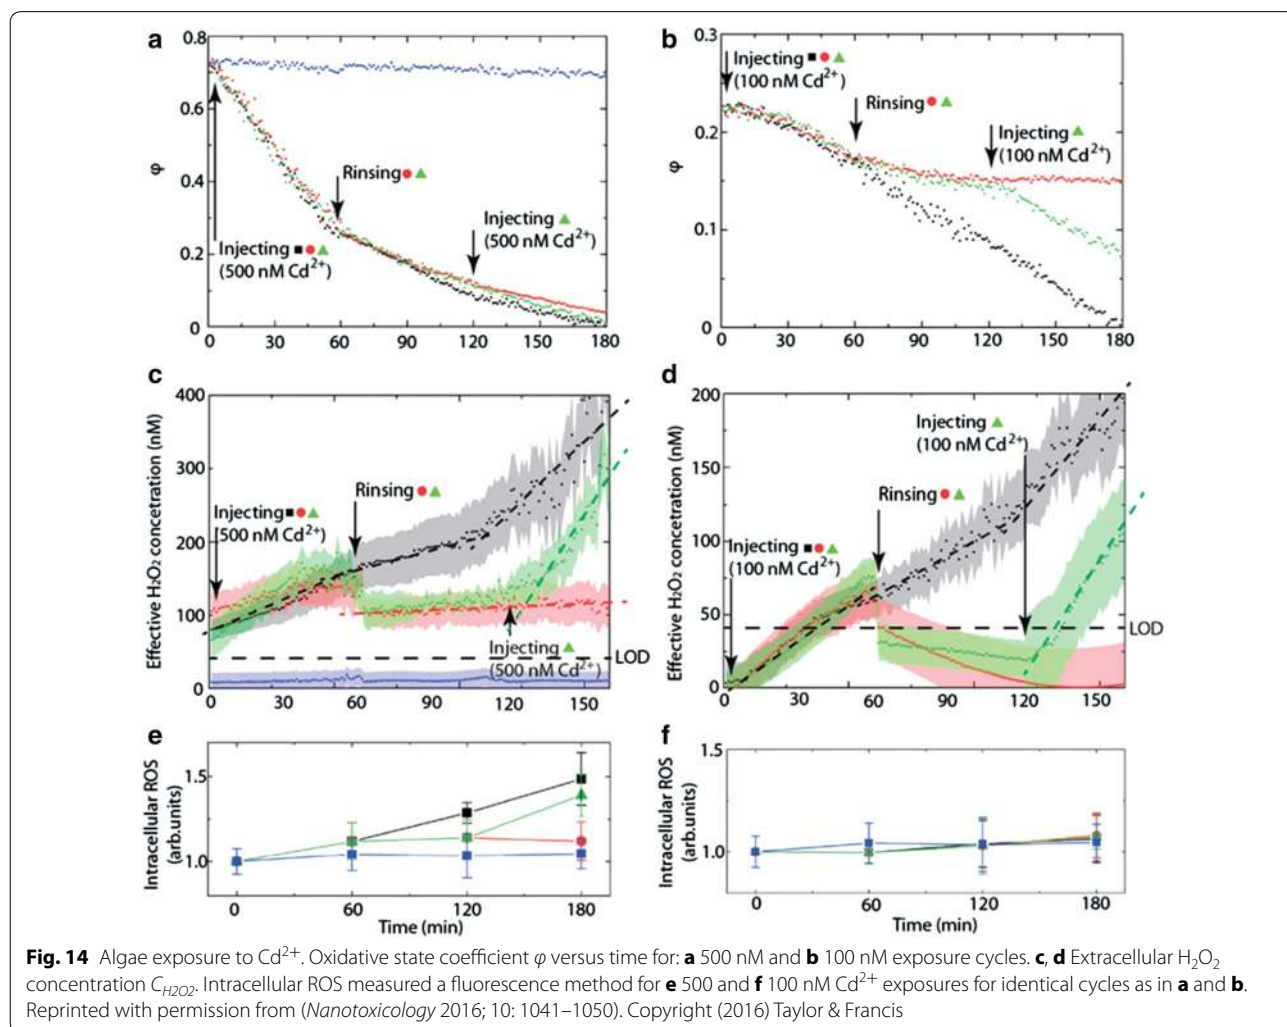 a
0.8
0.6
0.4
0.2
0
φ
Injecting ■●▲
(500 nM Cd2+)
Rinsing ●▲
Injecting ▲
(500 nM Cd2+)
0 30 60 90 120 150 180
b
0.3
0.2
0.1
0
φ
Injecting ■●▲
(100 nM Cd2+)
Rinsing ●▲
Injecting ▲
(100 nM Cd2+)
0 30 60 90 120 150 180
c
400
300
200
100
0
Effective H2O2 concetration (nM)
Injecting ■●▲
(500 nM Cd2+)
Rinsing ●▲
Injecting ▲
(500 nM Cd2+)
LOD
0 30 60 90 120 150
d
200
150
100
50
0
Effective H2O2 concetration (nM)
Injecting ■●▲
(100 nM Cd2+)
Rinsing ●▲
Injecting ▲
(100 nM Cd2+)
LOD
0 30 60 90 120 150
e
1.5
1.0
Intracellular ROS
(arb.units)
0 60 120 180
Time (min)
f
1.5
1.0
Intracellular ROS
(arb.units)
0 60 120 180
Time (min)
Fig. 14 Algae exposure to Cd2+. Oxidative state coefficient φ versus time for: a 500 nM and b 100 nM exposure cycles. c, d Extracellular H2O2
concentration CH2O2. Intracellular ROS measured a fluorescence method for e 500 and f 100 nM Cd2+ exposures for identical cycles as in a and b.
Reprinted with permission from (Nanotoxicology 2016; 10: 1041–1050). Copyright (2016) Taylor & Francis